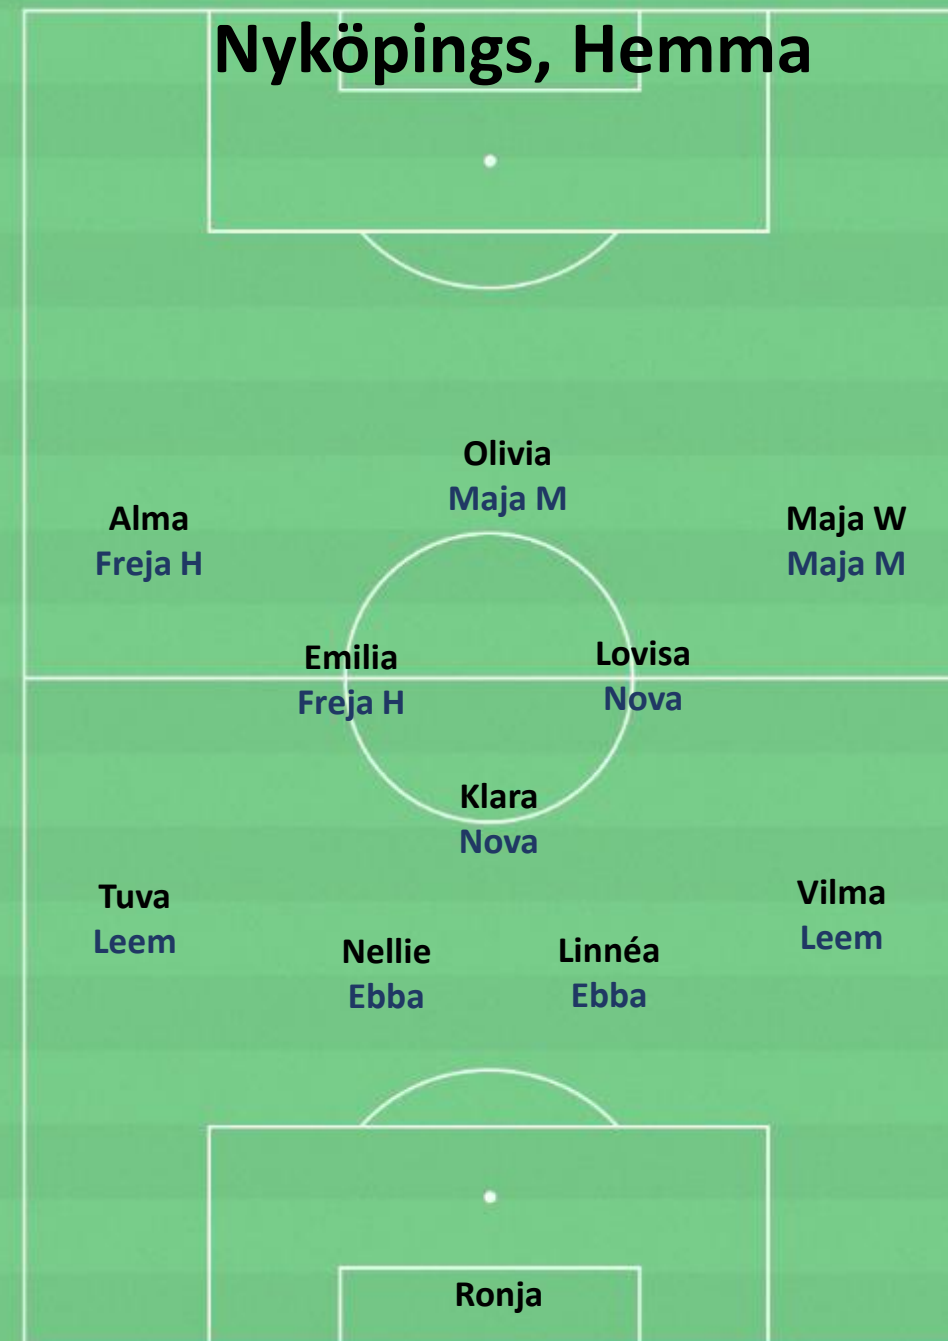 Nyköpings, Hemma
Olivia
Maja M
Alma
Freja H
Maja W
Maja M
Emilia
Freja H
Lovisa
Nova
Klara
Nova
Tuva
Leem
Vilma
Leem
Nellie
Ebba
Linnéa
Ebba
Ronja